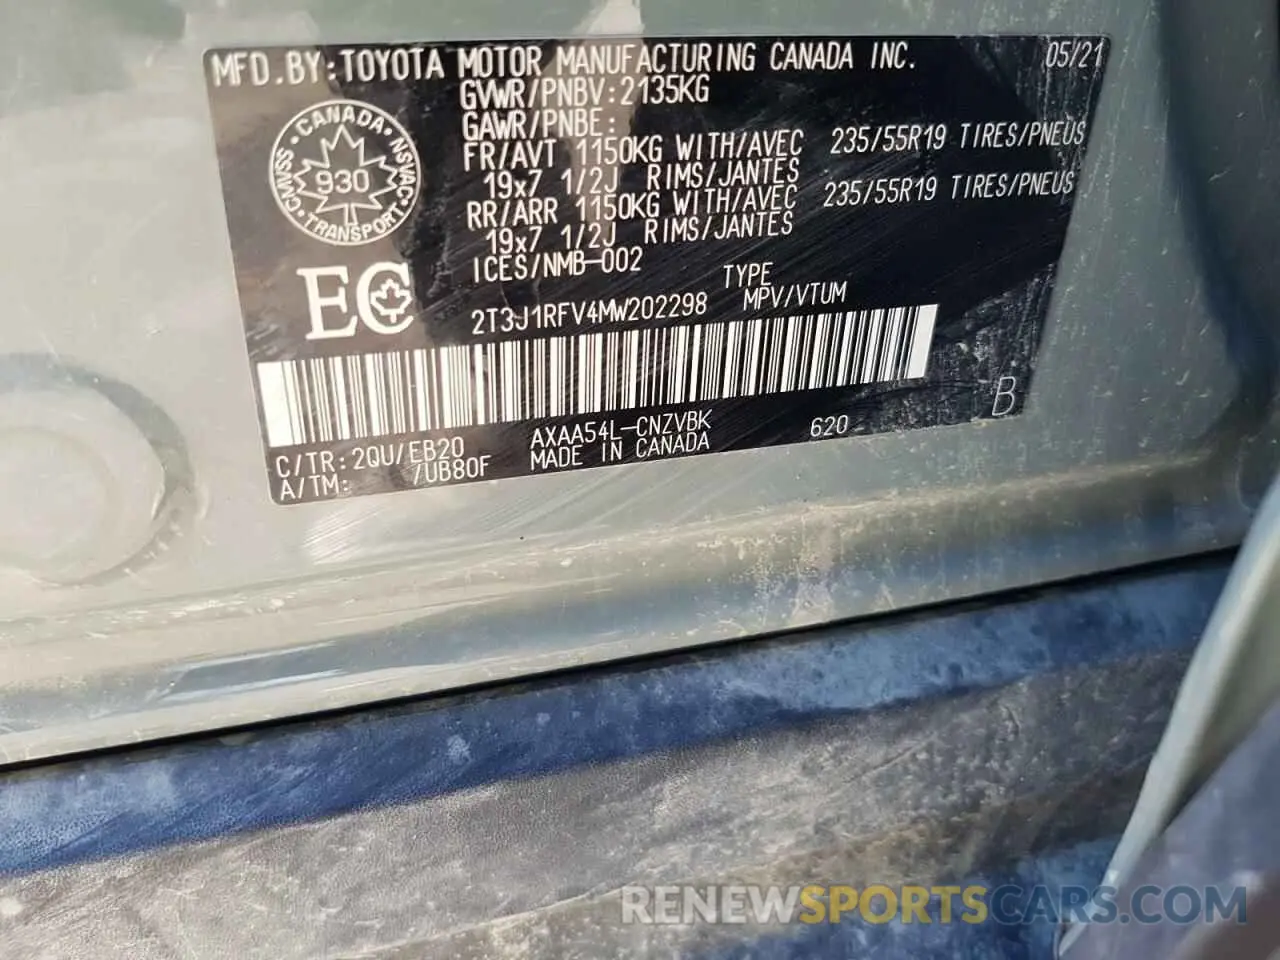 MFD.BY:TOYOTA MOTOR MANUFACTURING CANADA INC. 05/21
GVWR/PNBV:2135KG
GAWR/PNBE:
FR/AVT 1150KG WITH/AVEC 235/55R19 TIRES/PNEUS
19x7 1/2J RIMS/JANTES
RR/ARR 1150KG WITH/AVEC 235/55R19 TIRES/PNEUS
19x7 1/2J RIMS/JANTES
ICES/NMB-002
CANADA
CMVSS
930
NSVAC
TRANSPORT
EC
TYPE
2T3J1RFV4MW202298 MPV/VTUM
B
C/TR:2QU/EB20 AXAA54L-CNZVBK 620
A/TM: /UB80F MADE IN CANADA
RENEWSPORTSCARS.COM